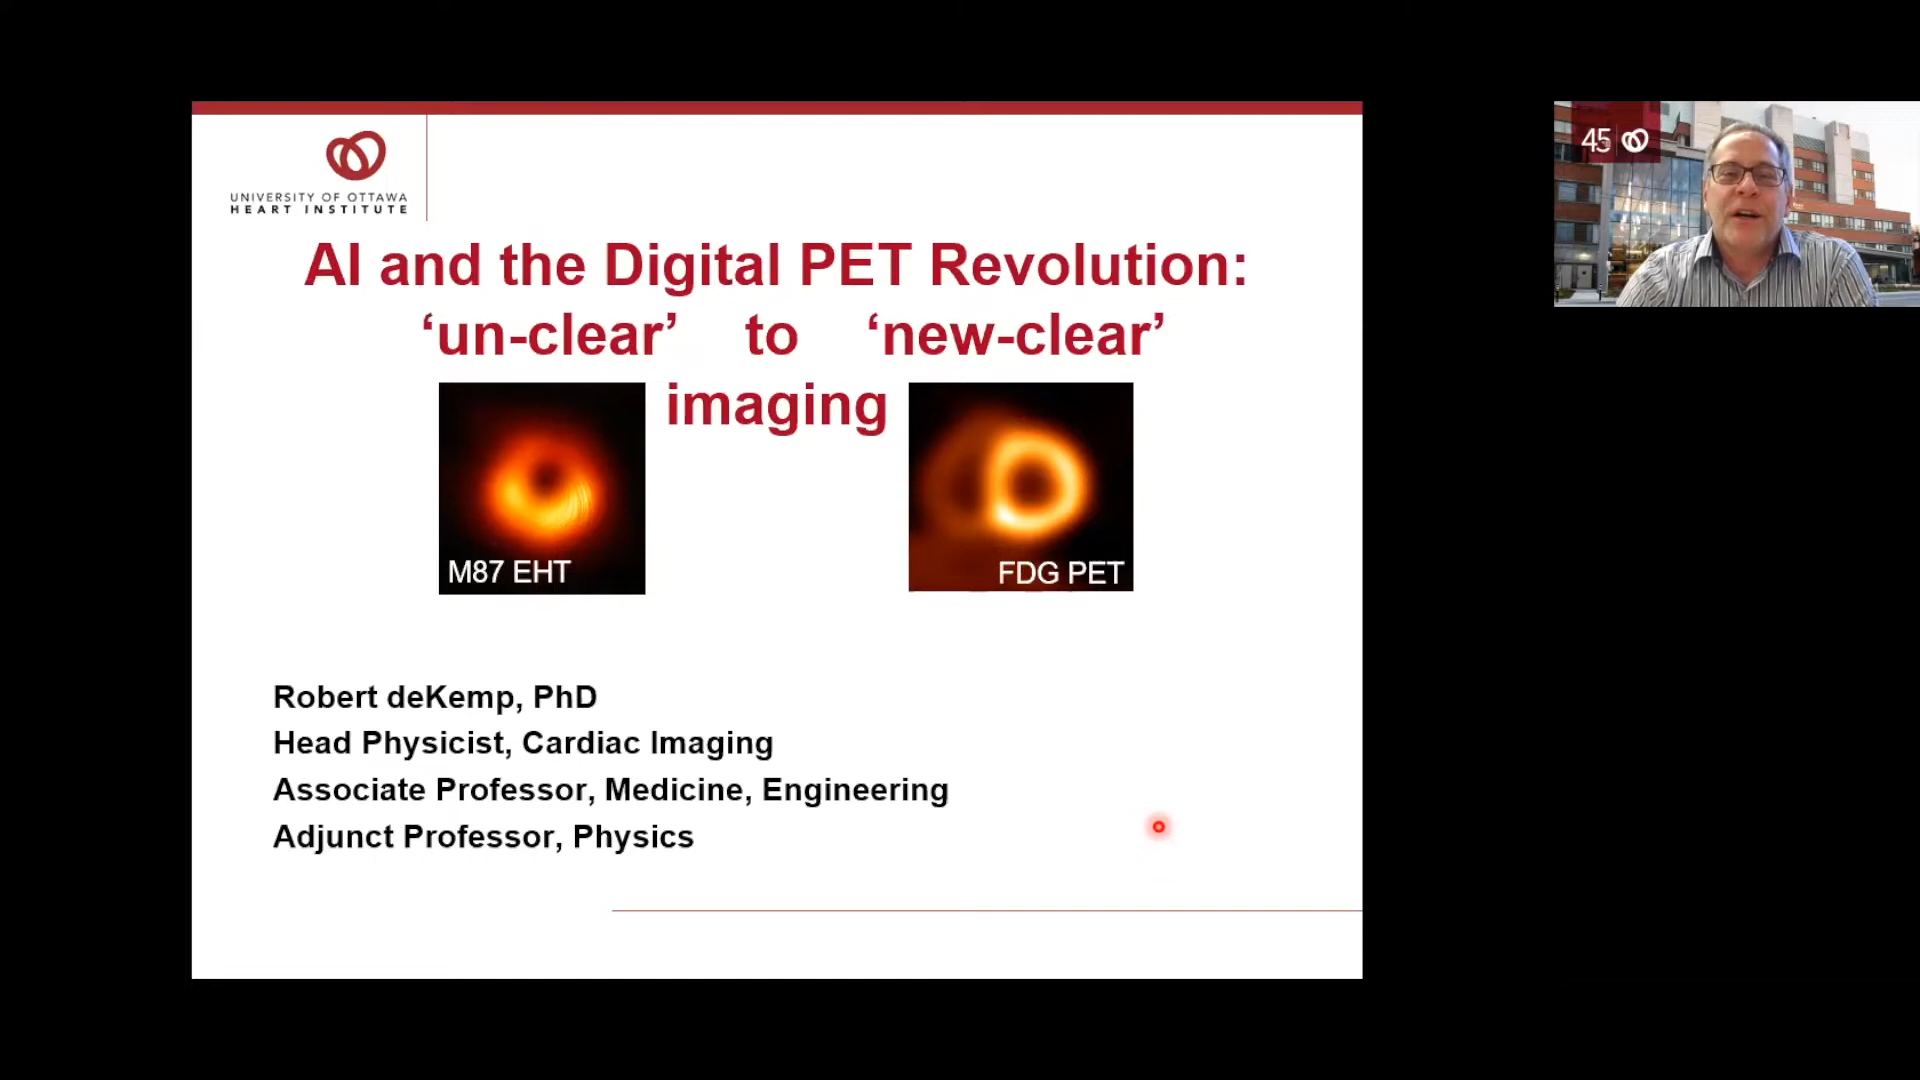 UNIVERSITY OF OTTAWA
HEART INSTITUTE
AI and the Digital PET Revolution:
‘un-clear’ to ‘new-clear’
imaging
M87 EHT
FDG PET
Robert deKemp, PhD
Head Physicist, Cardiac Imaging
Associate Professor, Medicine, Engineering
Adjunct Professor, Physics
45